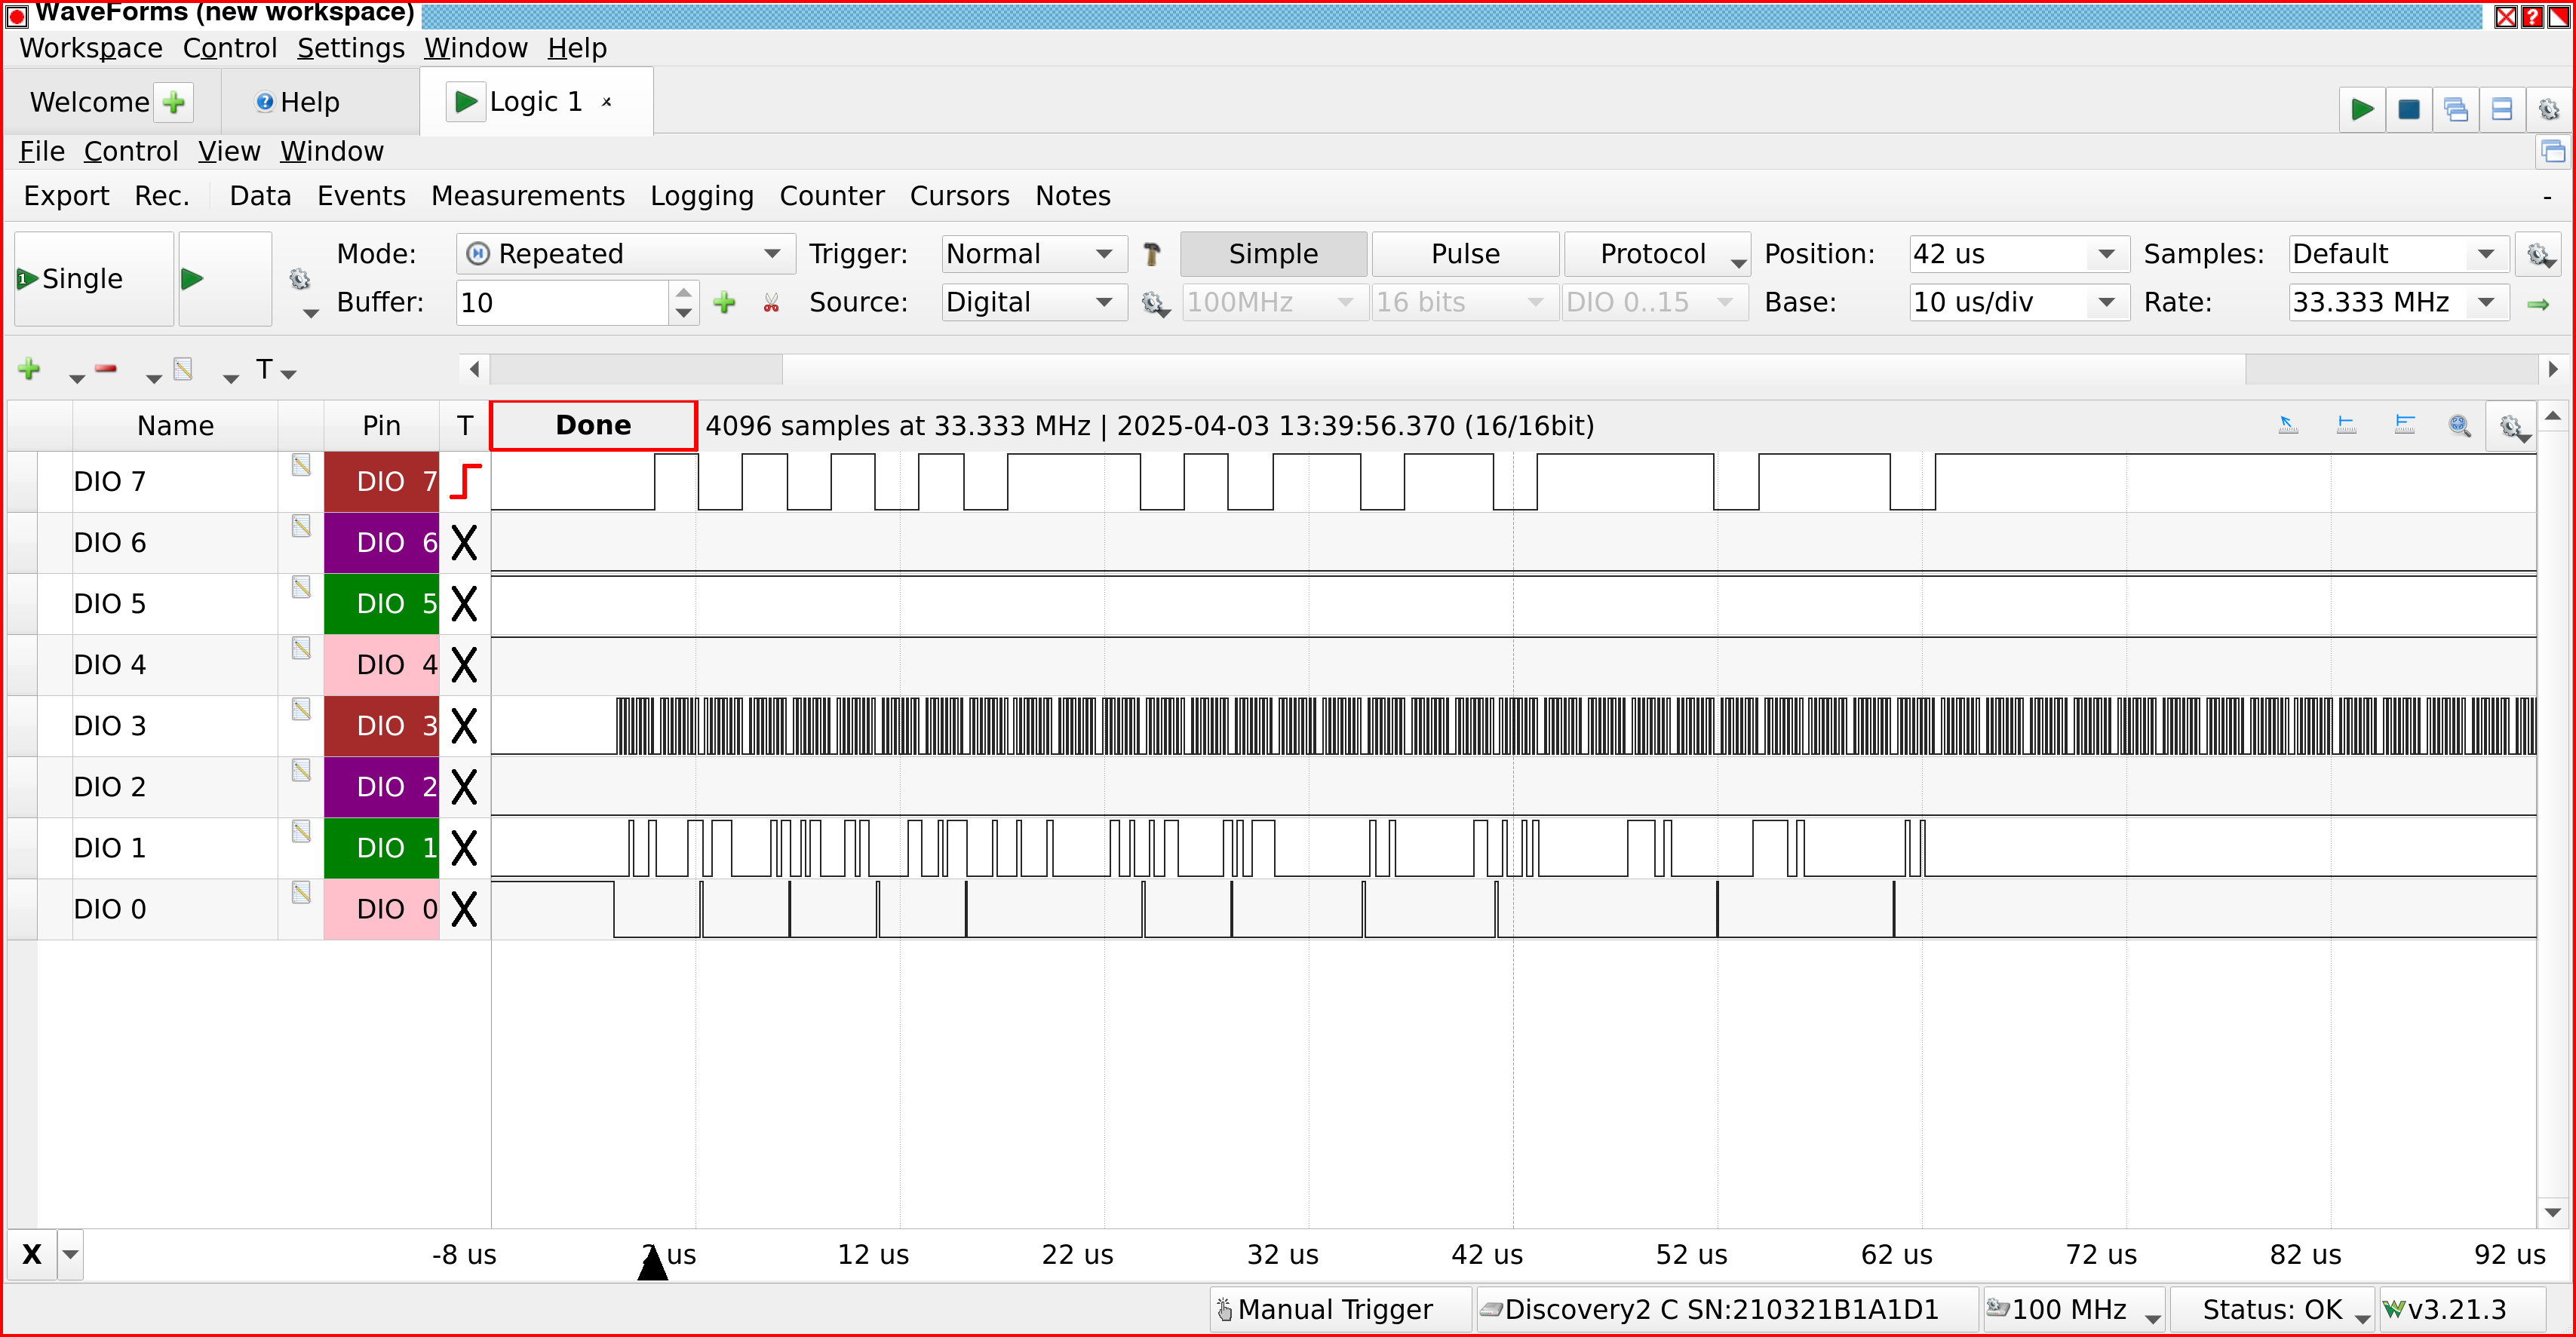 WaveForms (new workspace)
Workspace Control Settings Window Help
Welcome Help Logic 1
File Control View Window
Export Rec. Data Events Measurements Logging Counter Cursors Notes -
Single Mode: Repeated Trigger: Normal Simple Pulse Protocol Position: 42 us Samples: Default
Buffer: 10 Source: Digital 100MHz 16 bits DIO 0..15 Base: 10 us/div Rate: 33.333 MHz
T
Name Pin T Done 4096 samples at 33.333 MHz | 2025-04-03 13:39:56.370 (16/16bit)
DIO 7 DIO 7
DIO 6 DIO 6 X
DIO 5 DIO 5 X
DIO 4 DIO 4 X
DIO 3 DIO 3 X
DIO 2 DIO 2 X
DIO 1 DIO 1 X
DIO 0 DIO 0 X
X -8 us 2 us 12 us 22 us 32 us 42 us 52 us 62 us 72 us 82 us 92 us
Manual Trigger Discovery2 C SN:210321B1A1D1 100 MHz Status: OK v3.21.3